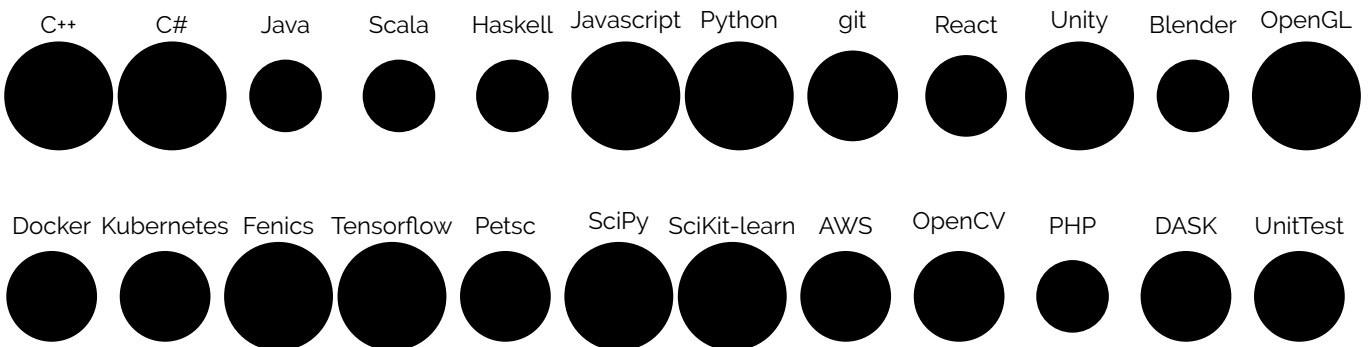 C++ C# Java Scala Haskell Javascript Python git React Unity Blender OpenGL
Docker Kubernetes Fenics Tensorflow Petsc SciPy SciKit-learn AWS OpenCV PHP DASK UnitTest